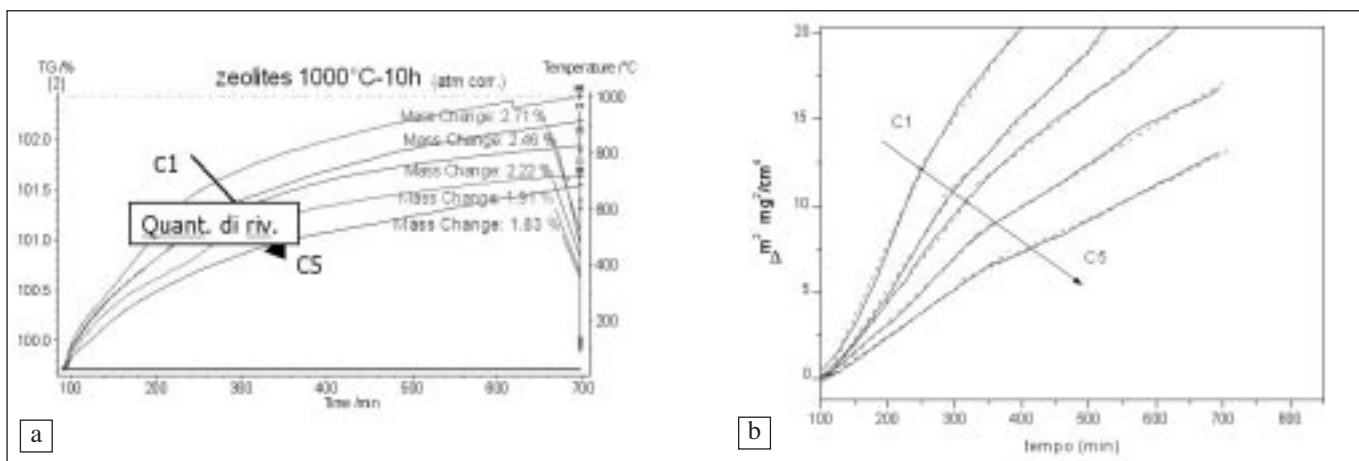 TG /%
[2]
zeolites 1000°C-10h (atm corr.)
Temperature /°C
102.0
101.5
101.0
100.5
100.0
1000
800
600
400
200
Mass Change: 2.71 %
Mass Change: 2.46 %
Mass Change: 2.22 %
Mass Change: 1.91 %
Mass Change: 1.83 %
C1
Quant. di riv.
C5
100
200
300
400
500
600
700
Time /min
a
20
15
10
5
0
Δm² mg²/cm⁴
C1
C5
100
200
300
400
500
600
700
800
tempo (min)
b